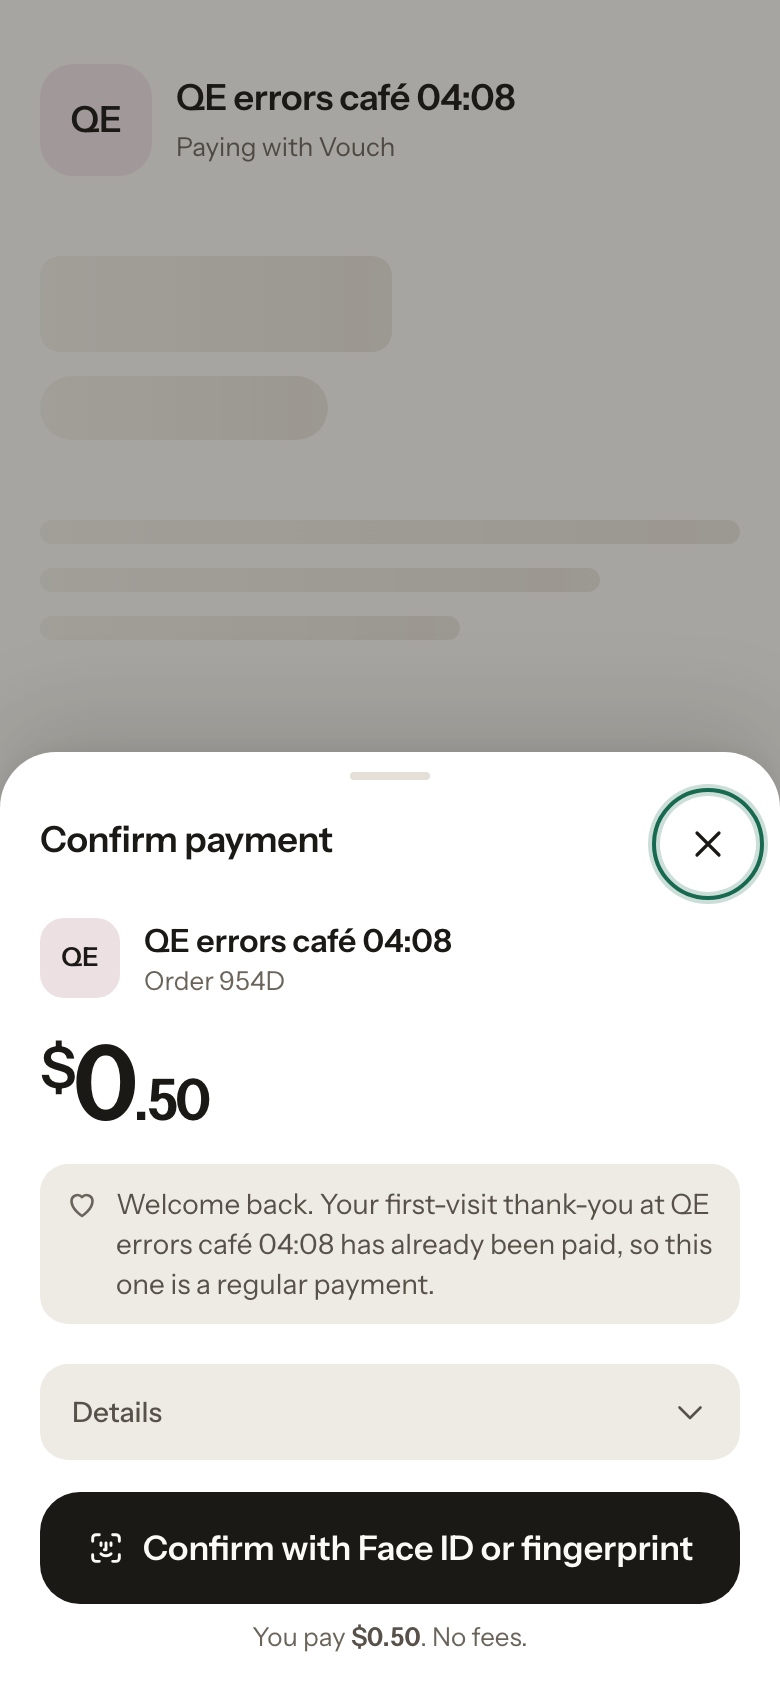 QE
QE errors café 04:08
Paying with Vouch
Confirm payment
QE
QE errors café 04:08
Order 954D
$0.50
Welcome back. Your first-visit thank-you at QE
errors café 04:08 has already been paid, so this
one is a regular payment.
Details
Confirm with Face ID or fingerprint
You pay $0.50. No fees.